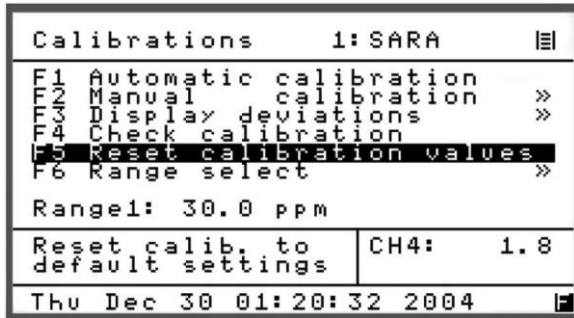 Calibrations 1:SARA
F1 Automatic calibration
F2 Manual calibration »
F3 Display deviations »
F4 Check calibration
F5 Reset calibration values
F6 Range select »
Range1: 30.0 ppm
Reset calib. to
default settings
CH4: 1.8
Thu Dec 30 01:20:32 2004 F